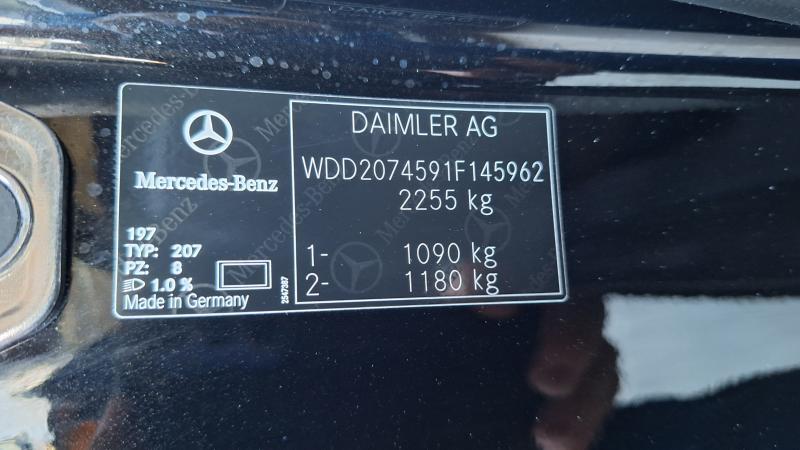 Mercedes-Benz
197
TYP: 207
PZ: 8
1.0 %
Made in Germany
2547387
DAIMLER AG
WDD2074591F145962
2255 kg
1- 1090 kg
2- 1180 kg